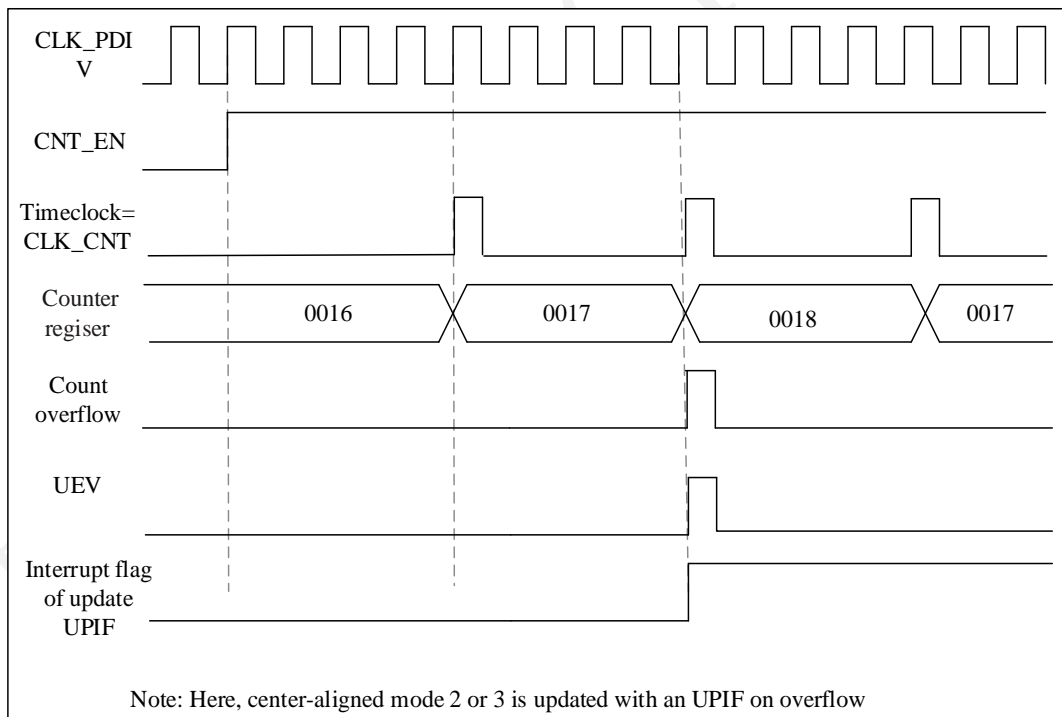 CLK_PDI
V
CNT_EN
Timeclock=
CLK_CNT
Counter
regiser
0016
0017
0018
0017
Count
overflow
UEV
Interrupt flag
of update
UPIF
Note: Here, center-aligned mode 2 or 3 is updated with an UPIF on overflow